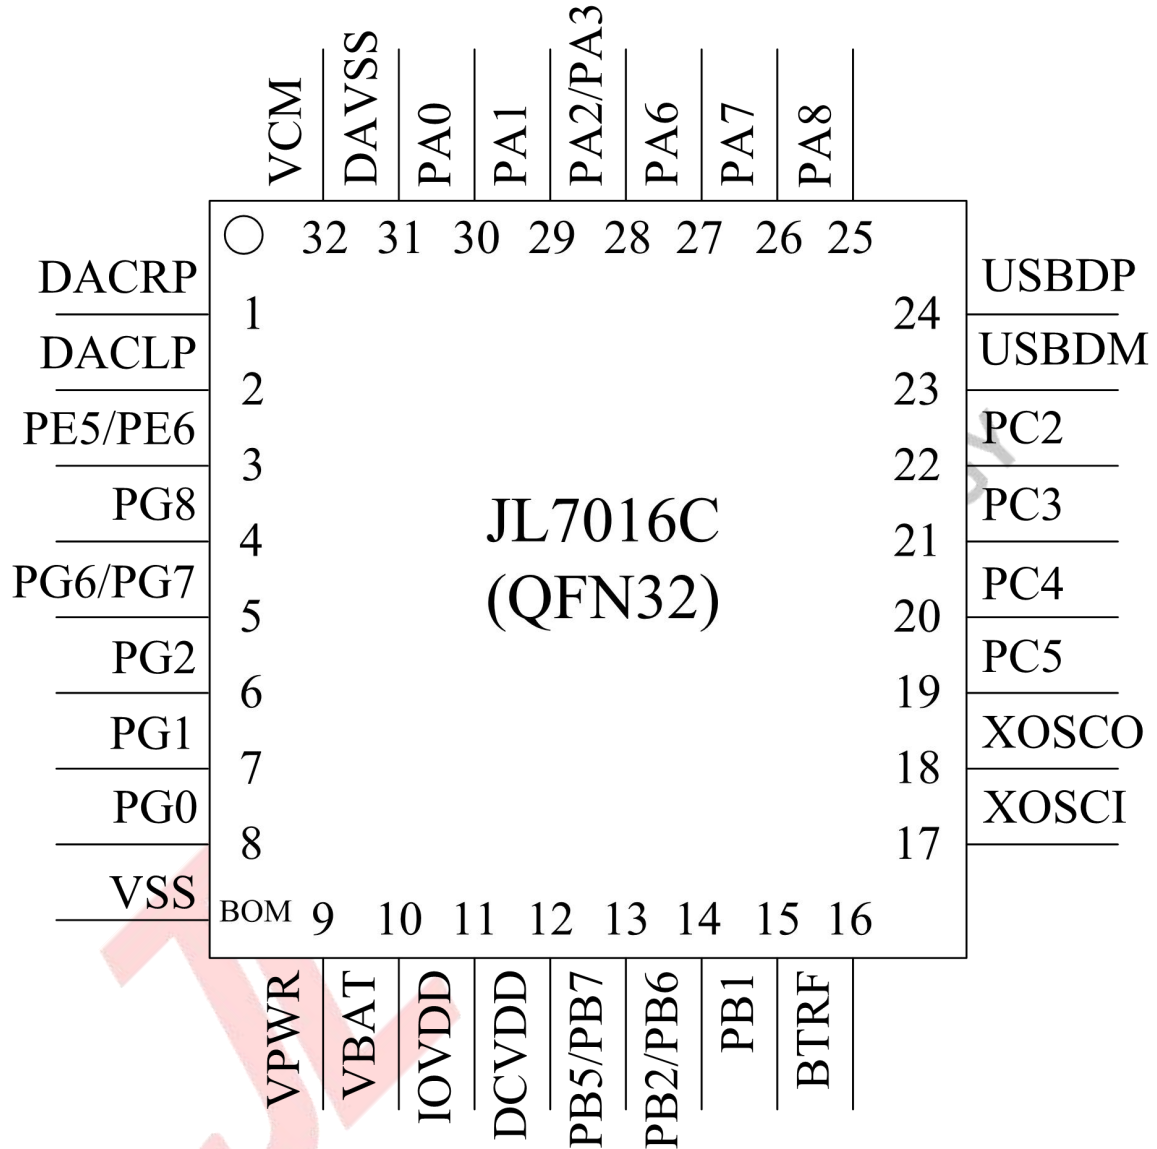 VCM DAVSS PA0 PA1 PA2/PA3 PA6 PA7 PA8
32 31 30 29 28 27 26 25
DACRP 1 24 USBDP
DACLP 2 23 USBDM
PE5/PE6 3 22 PC2
PG8 4 21 PC3
JL7016C
(QFN32)
PG6/PG7 5 20 PC4
PG2 6 19 PC5
PG1 7 18 XOSCO
PG0 8 17 XOSCI
VSS BOM 9 10 11 12 13 14 15 16
VPWR VBAT IOVDD DCVDD PB5/PB7 PB2/PB6 PB1 BTRF